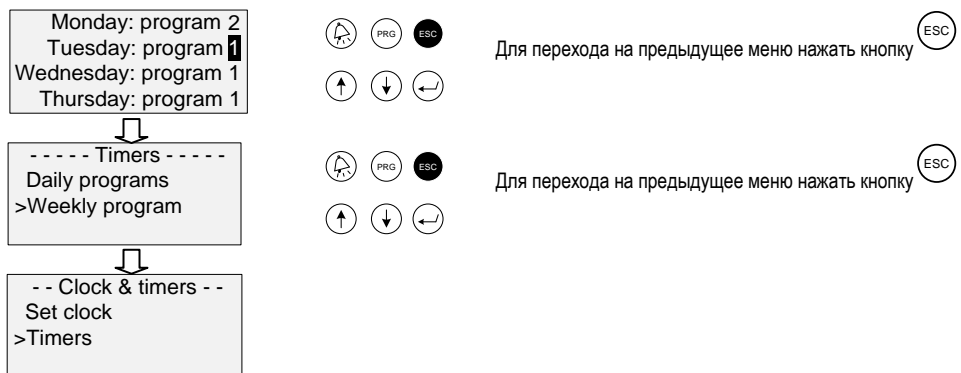 Monday: program 2
Tuesday: program 1
Wednesday: program 1
Thursday: program 1
PRG ESC
Для перехода на предыдущее меню нажать кнопку ESC
- - - - - Timers - - - - -
Daily programs
>Weekly program
PRG ESC
Для перехода на предыдущее меню нажать кнопку ESC
- - Clock & timers - -
Set clock
>Timers